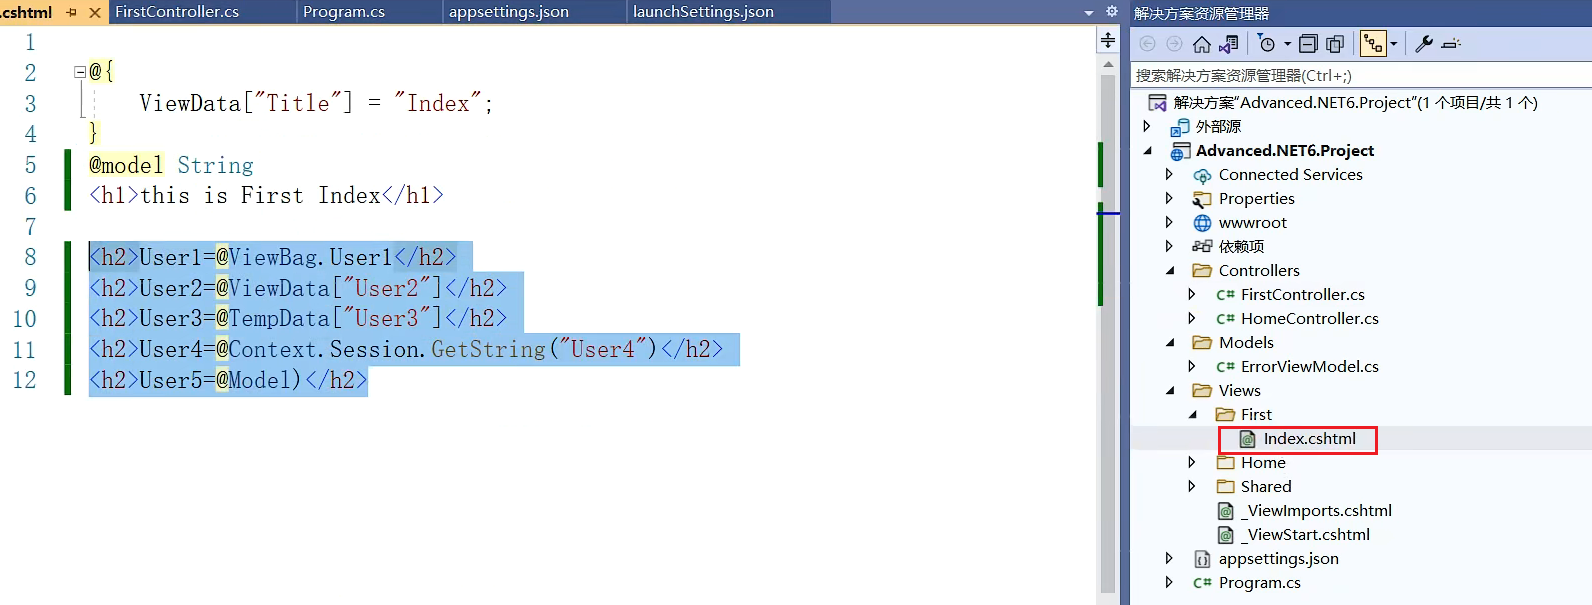 .cshtml
FirstController.cs
Program.cs
appsettings.json
launchSettings.json
1
2 @{
3 ViewData["Title"] = "Index";
4 }
5 @model String
6 <h1>this is First Index</h1>
7
8 <h2>User1=@ViewBag.User1</h2>
9 <h2>User2=@ViewData["User2"]</h2>
10 <h2>User3=@TempData["User3"]</h2>
11 <h2>User4=@Context.Session.GetString("User4")</h2>
12 <h2>User5=@Model)</h2>
解决方案资源管理器
搜索解决方案资源管理器(Ctrl+;)
解决方案"Advanced.NET6.Project"(1 个项目/共 1 个)
外部源
Advanced.NET6.Project
Connected Services
Properties
wwwroot
依赖项
Controllers
C# FirstController.cs
C# HomeController.cs
Models
C# ErrorViewModel.cs
Views
First
Index.cshtml
Home
Shared
_ViewImports.cshtml
_ViewStart.cshtml
appsettings.json
C# Program.cs